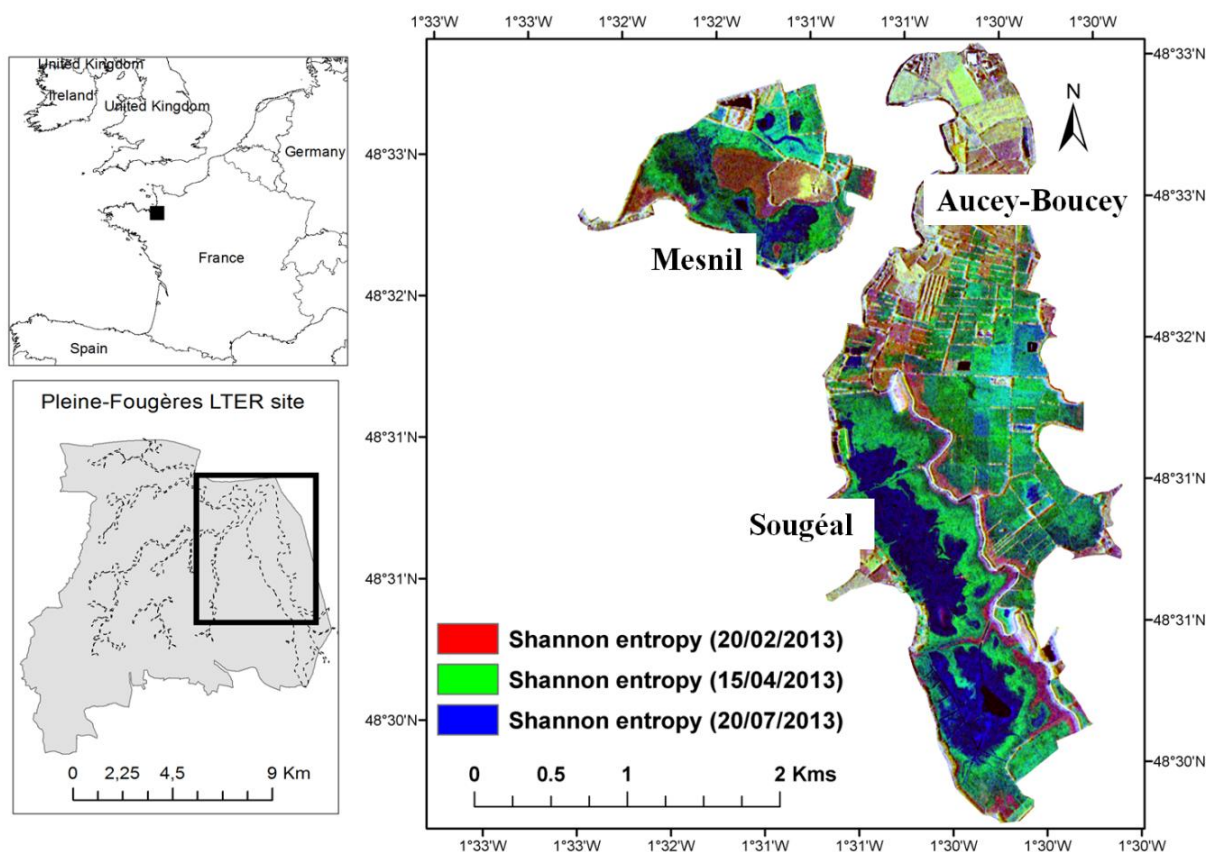 United Kingdom
Ireland
United Kingdom
Germany
France
Spain
Pleine-Fougères LTER site
0 2,25 4,5 9 Km
1°33'W 1°33'W 1°32'W 1°31'W 1°31'W 1°30'W 1°30'W
48°33'N
48°33'N
48°32'N
48°31'N
48°31'N
48°30'N
N
Aucey-Boucey
Mesnil
Sougéal
Shannon entropy (20/02/2013)
Shannon entropy (15/04/2013)
Shannon entropy (20/07/2013)
0 0.5 1 2 Kms
48°33'N
48°33'N
48°32'N
48°31'N
48°31'N
48°30'N
1°33'W 1°33'W 1°32'W 1°31'W 1°31'W 1°30'W 1°30'W 1°30'W